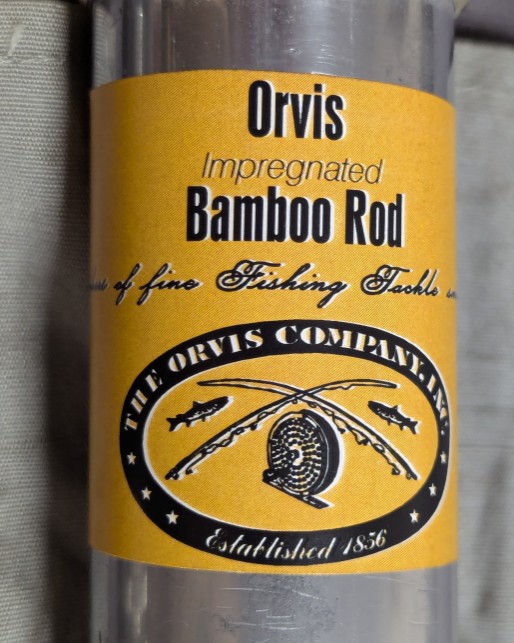 Orvis
Impregnated
Bamboo Rod
of fine Fishing Tackle
THE ORVIS COMPANY, INC.
Established 1856